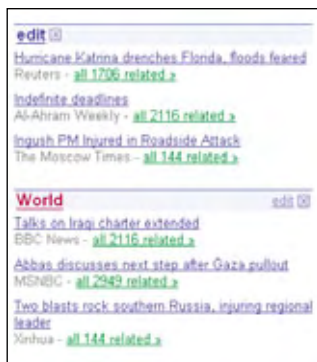 edit
Hurricane Katrina drenches Florida, floods feared
Reuters - all 1706 related »
Indefinite deadlines
Al-Ahram Weekly - all 2116 related »
Ingush PM Injured in Roadside Attack
The Moscow Times - all 144 related »
World edit
Talks on Iraqi charter extended
BBC News - all 2116 related »
Abbas discusses next step after Gaza pullout
MSNBC - all 2949 related »
Two blasts rock southern Russia, injuring regional
leader
Xinhua - all 144 related »